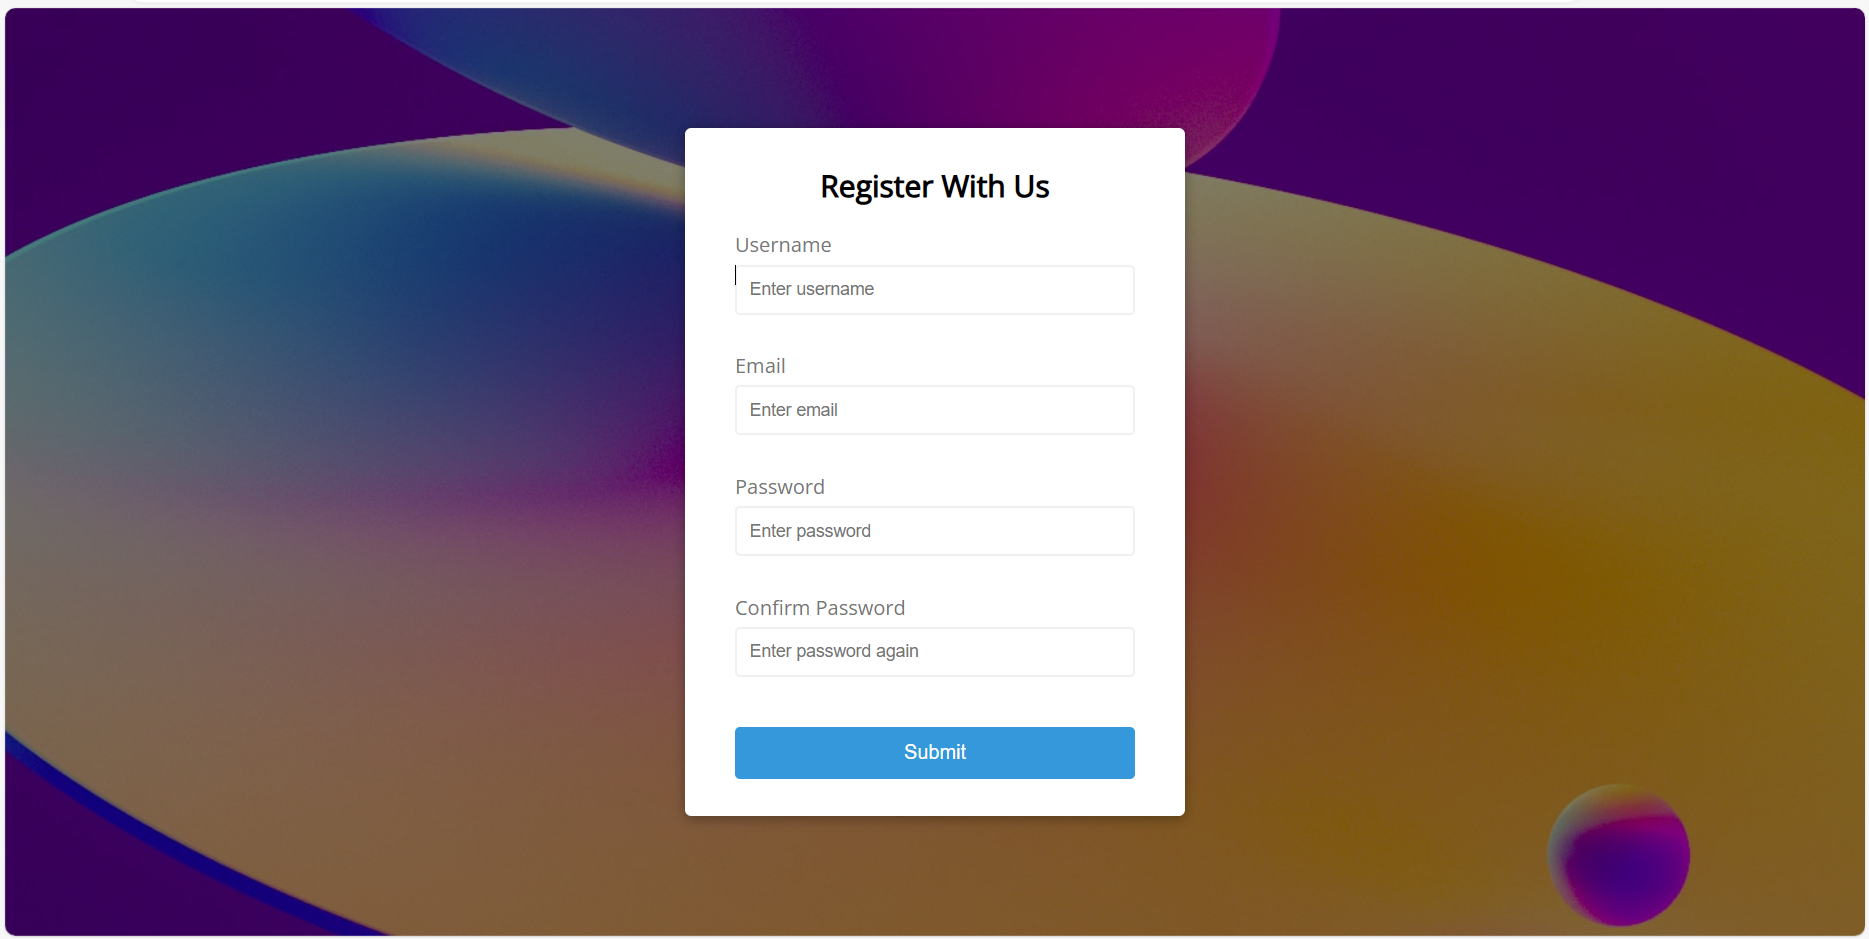 Register With Us
Username
Enter username
Email
Enter email
Password
Enter password
Confirm Password
Enter password again
Submit